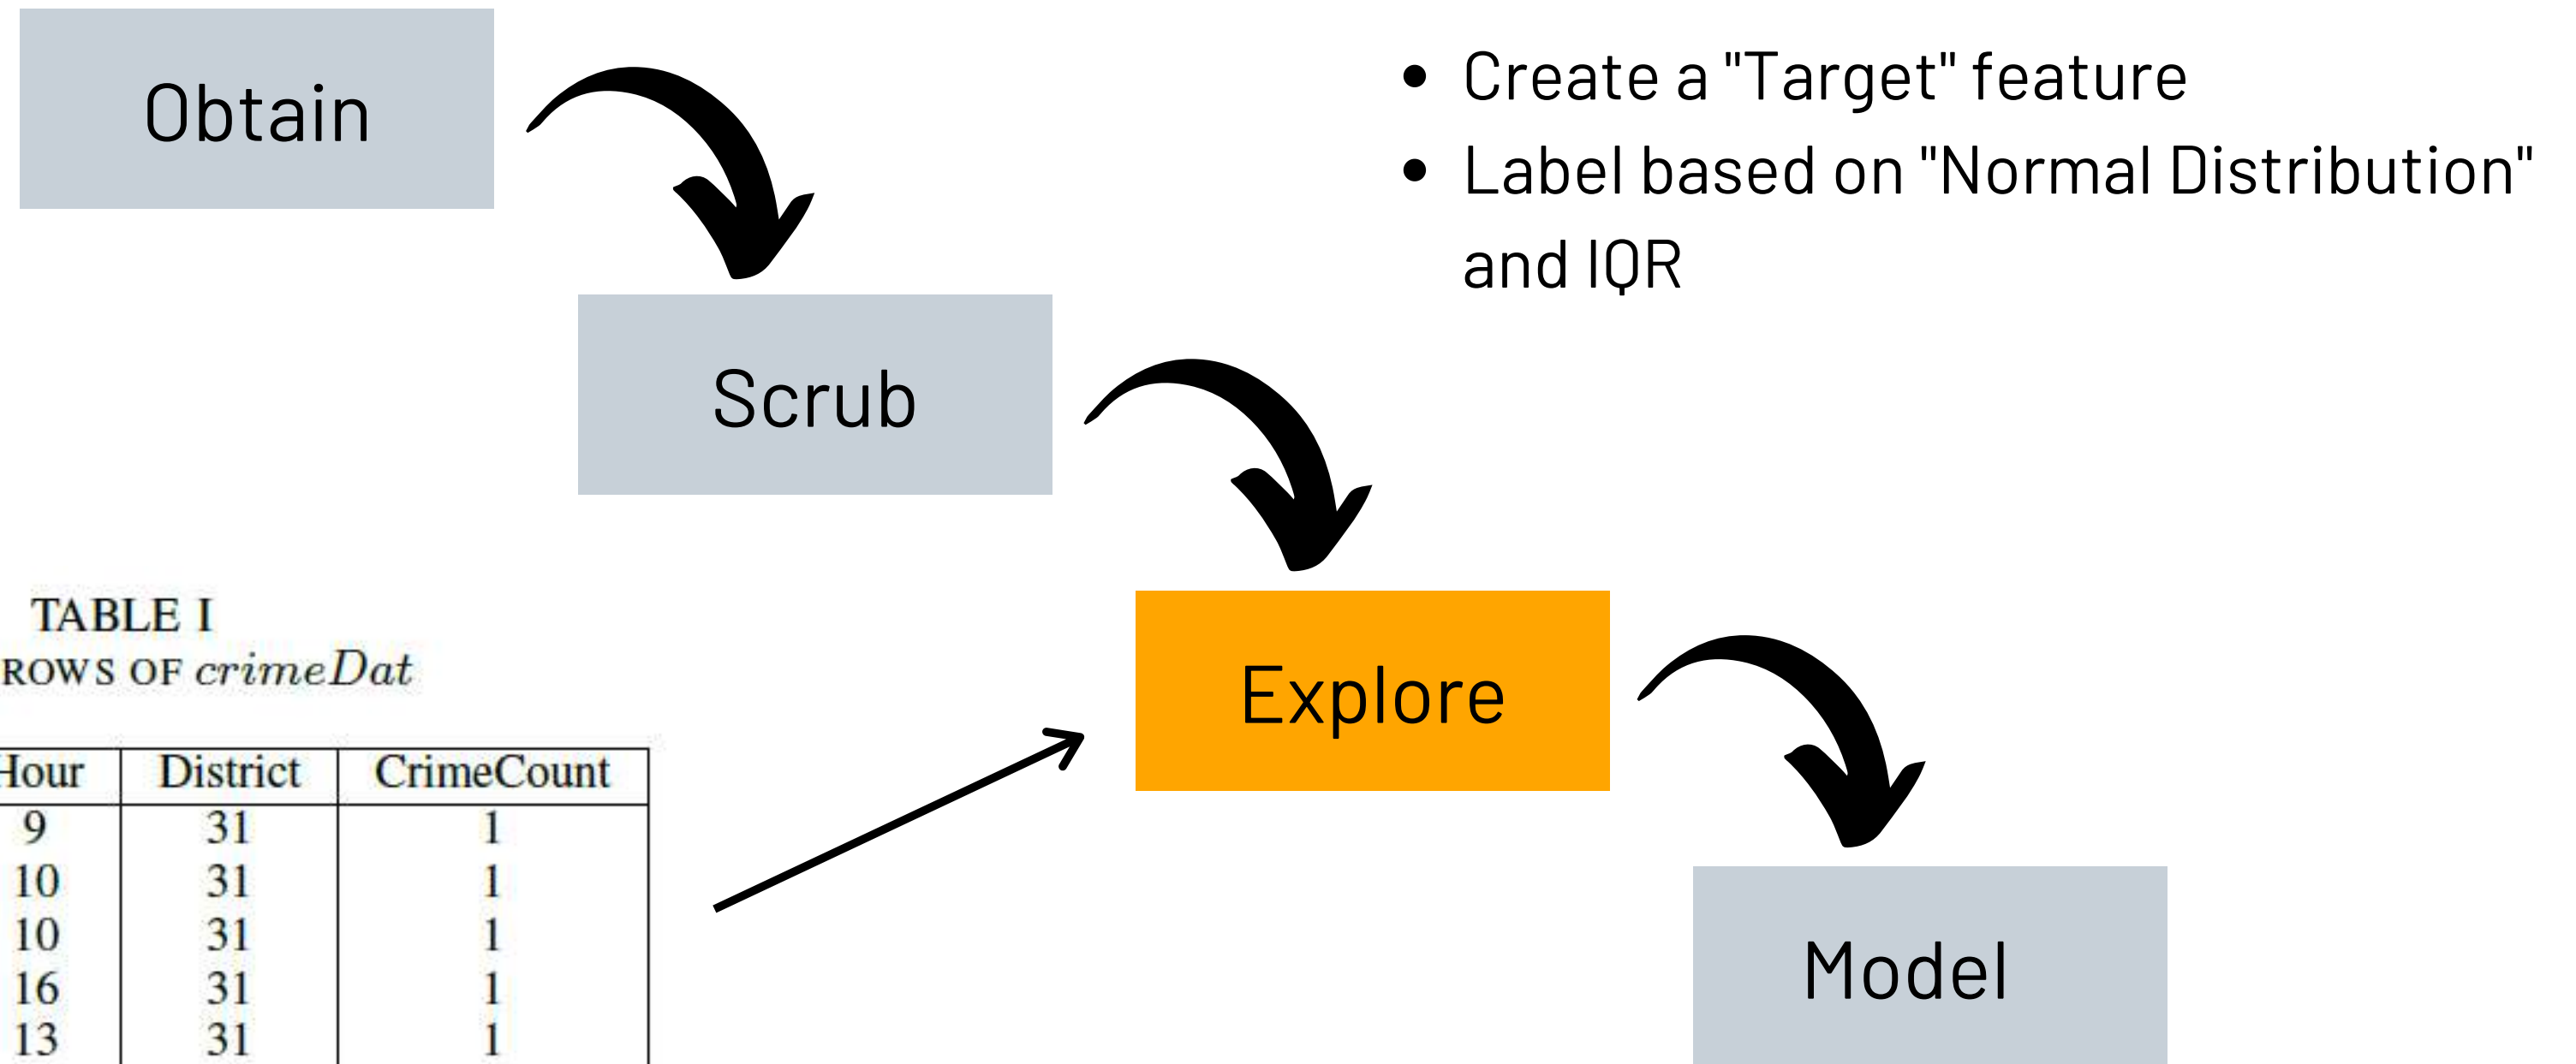 Obtain
• Create a "Target" feature
• Label based on "Normal Distribution"
and IQR
Scrub
Explore
Model
TABLE I
ROWS OF crimeDat
Hour District CrimeCount
9 31 1
10 31 1
10 31 1
16 31 1
13 31 1